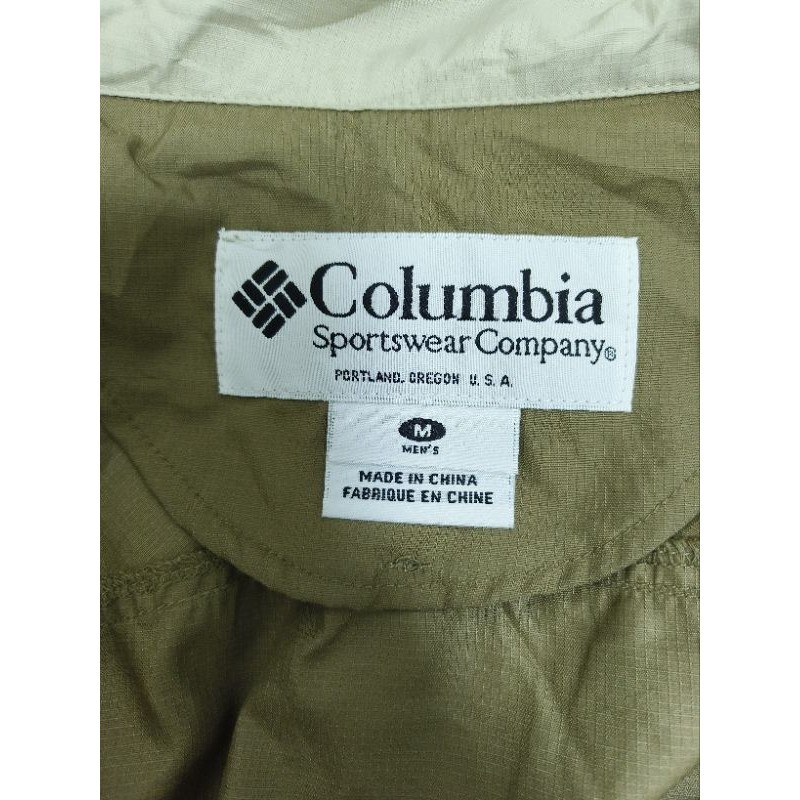 Columbia
Sportswear Company®
PORTLAND, OREGON U.S.A.
M
MEN'S
MADE IN CHINA
FABRIQUE EN CHINE